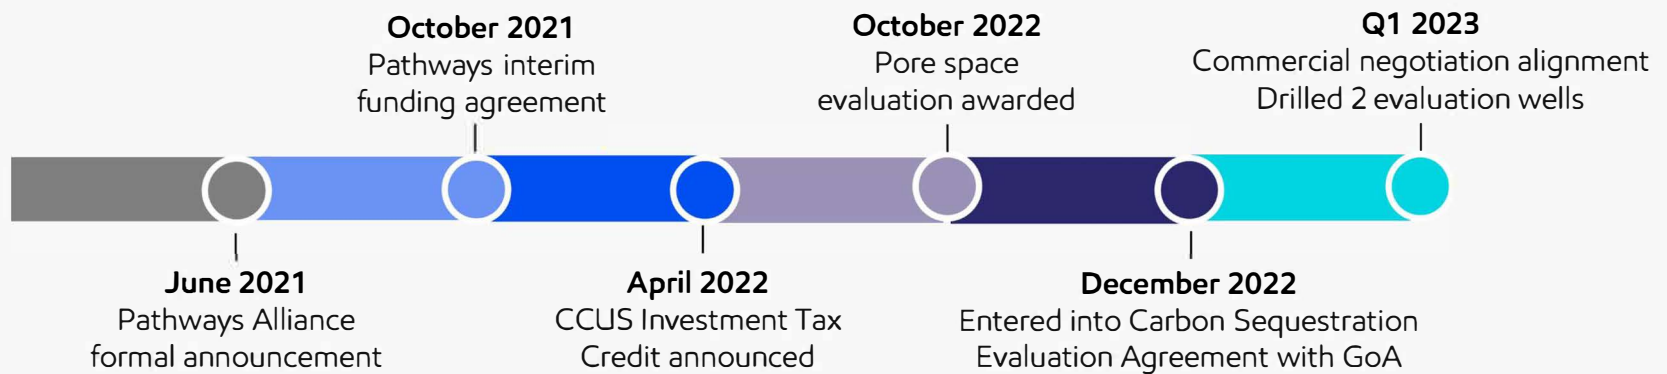 October 2021
Pathways interim
funding agreement
October 2022
Pore space
evaluation awarded
Q1 2023
Commercial negotiation alignment
Drilled 2 evaluation wells
June 2021
Pathways Alliance
formal announcement
April 2022
CCUS Investment Tax
Credit announced
December 2022
Entered into Carbon Sequestration
Evaluation Agreement with GoA